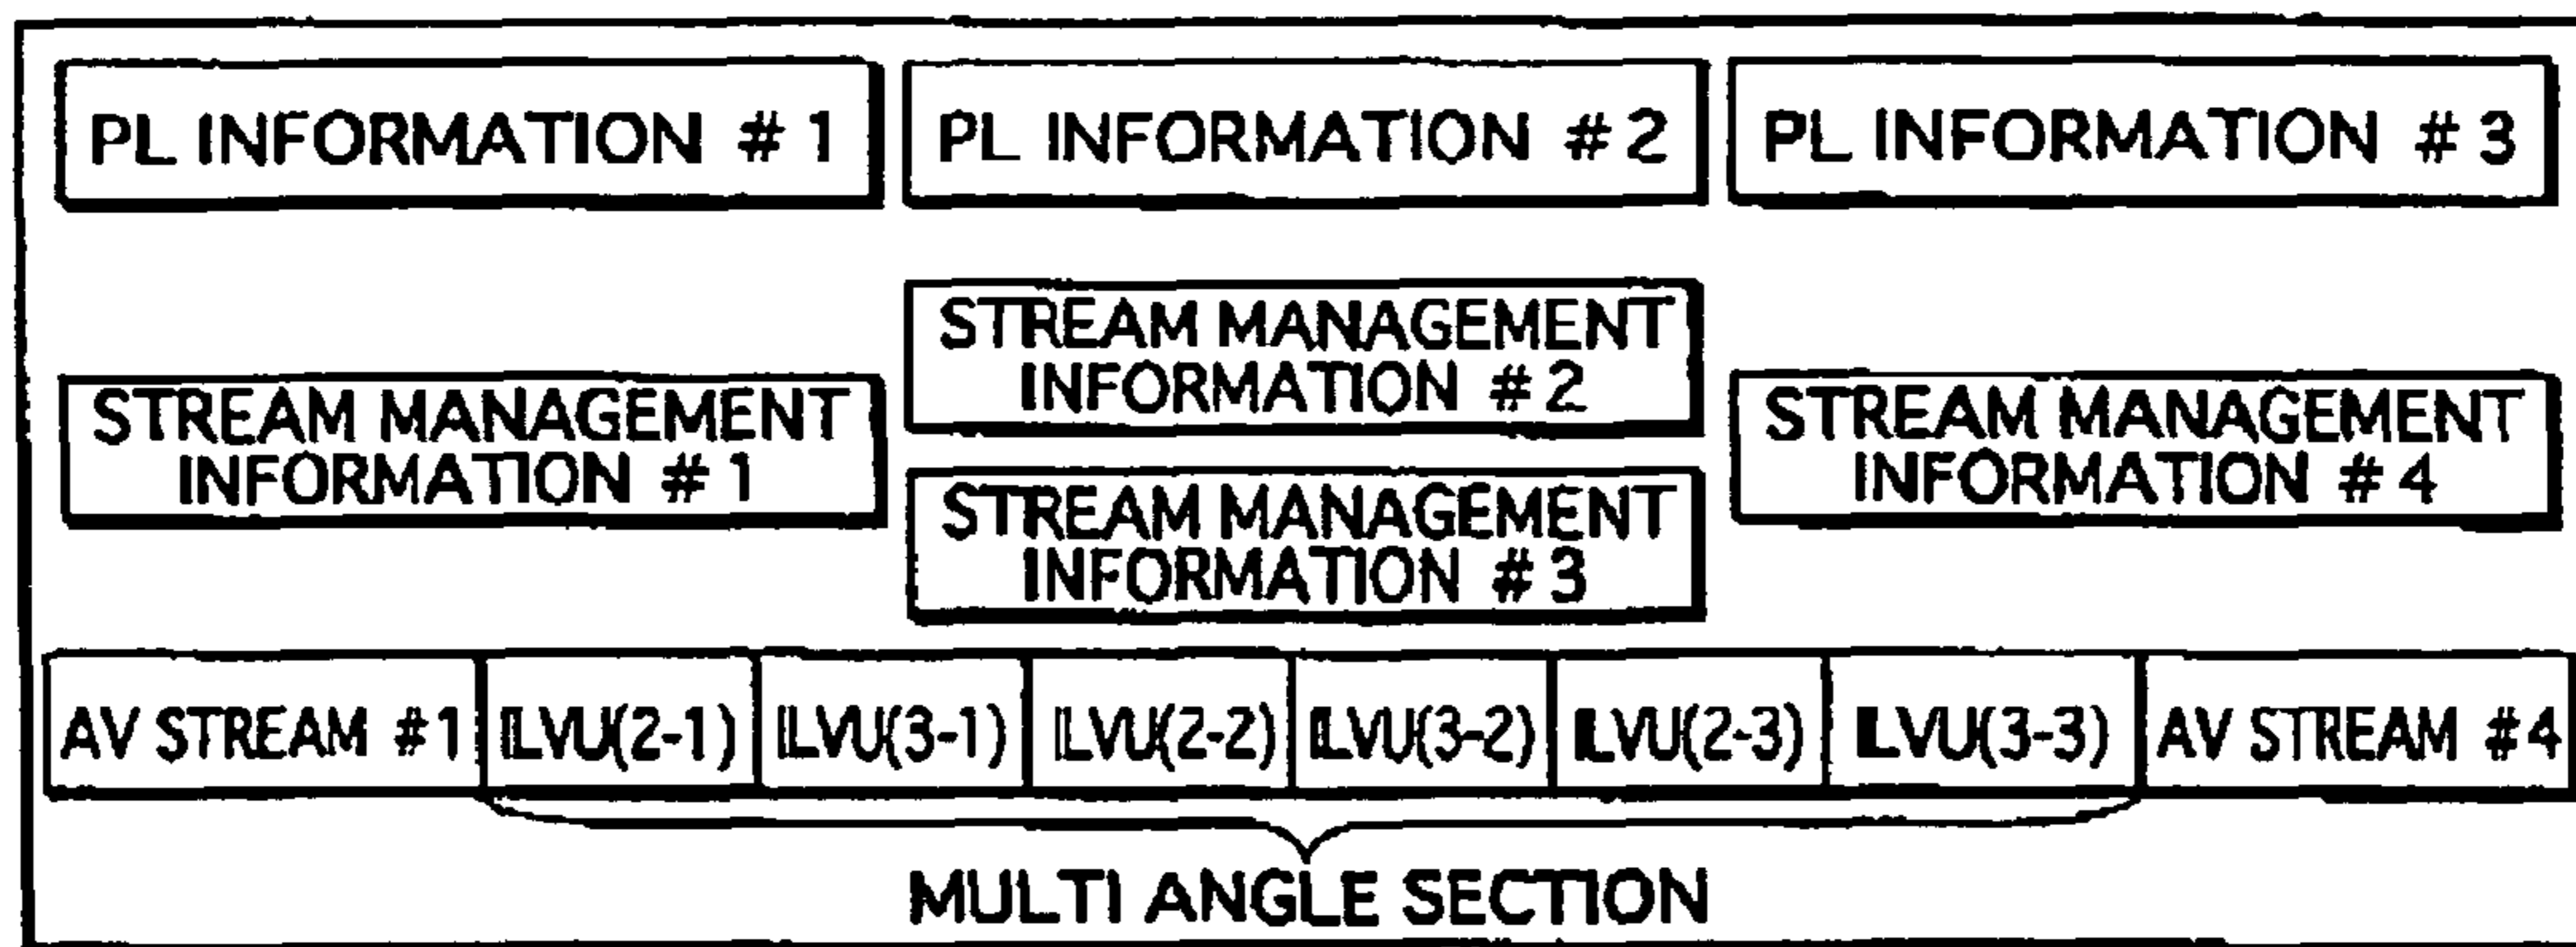 PL INFORMATION #1
PL INFORMATION #2
PL INFORMATION #3
STREAM MANAGEMENT
INFORMATION #1
STREAM MANAGEMENT
INFORMATION #2
STREAM MANAGEMENT
INFORMATION #3
STREAM MANAGEMENT
INFORMATION #4
AV STREAM #1
ILVU(2-1)
ILVU(3-1)
ILVU(2-2)
ILVU(3-2)
ILVU(2-3)
ILVU(3-3)
AV STREAM #4
MULTI ANGLE SECTION